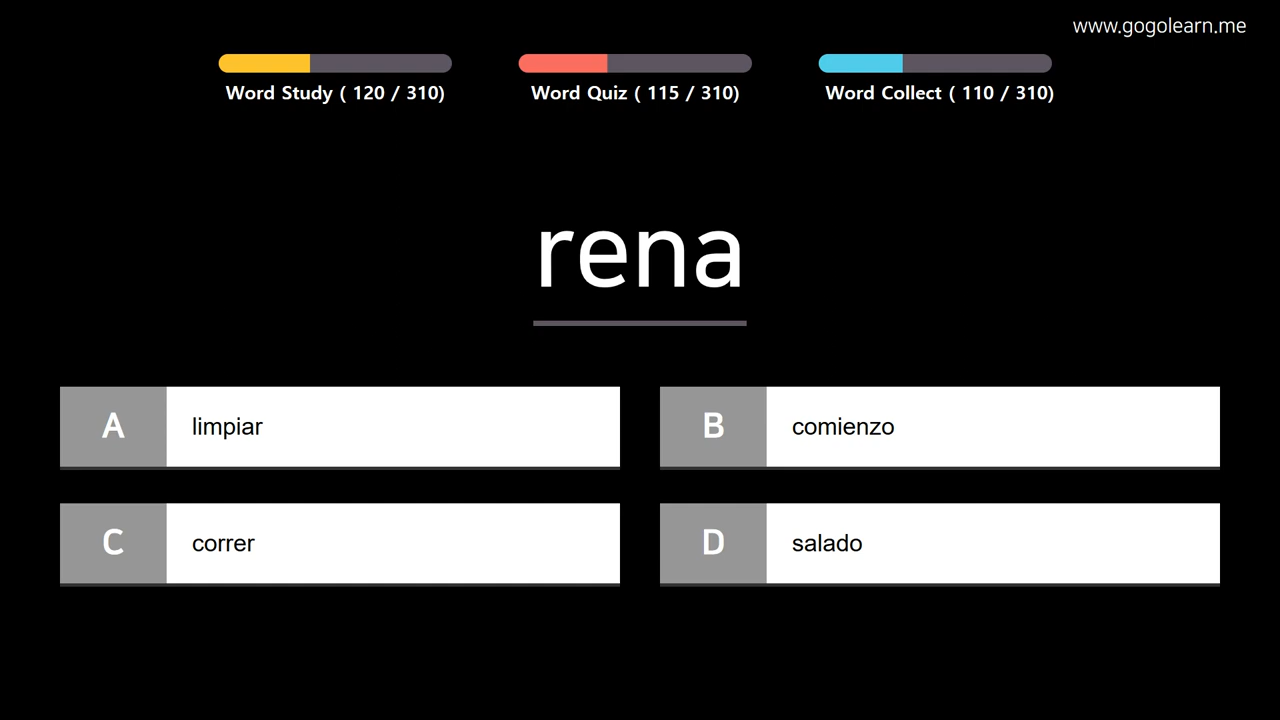 www.gogolearn.me
Word Study ( 120 / 310)
Word Quiz ( 115 / 310)
Word Collect ( 110 / 310)
rena
A limpiar
B comienzo
C correr
D salado